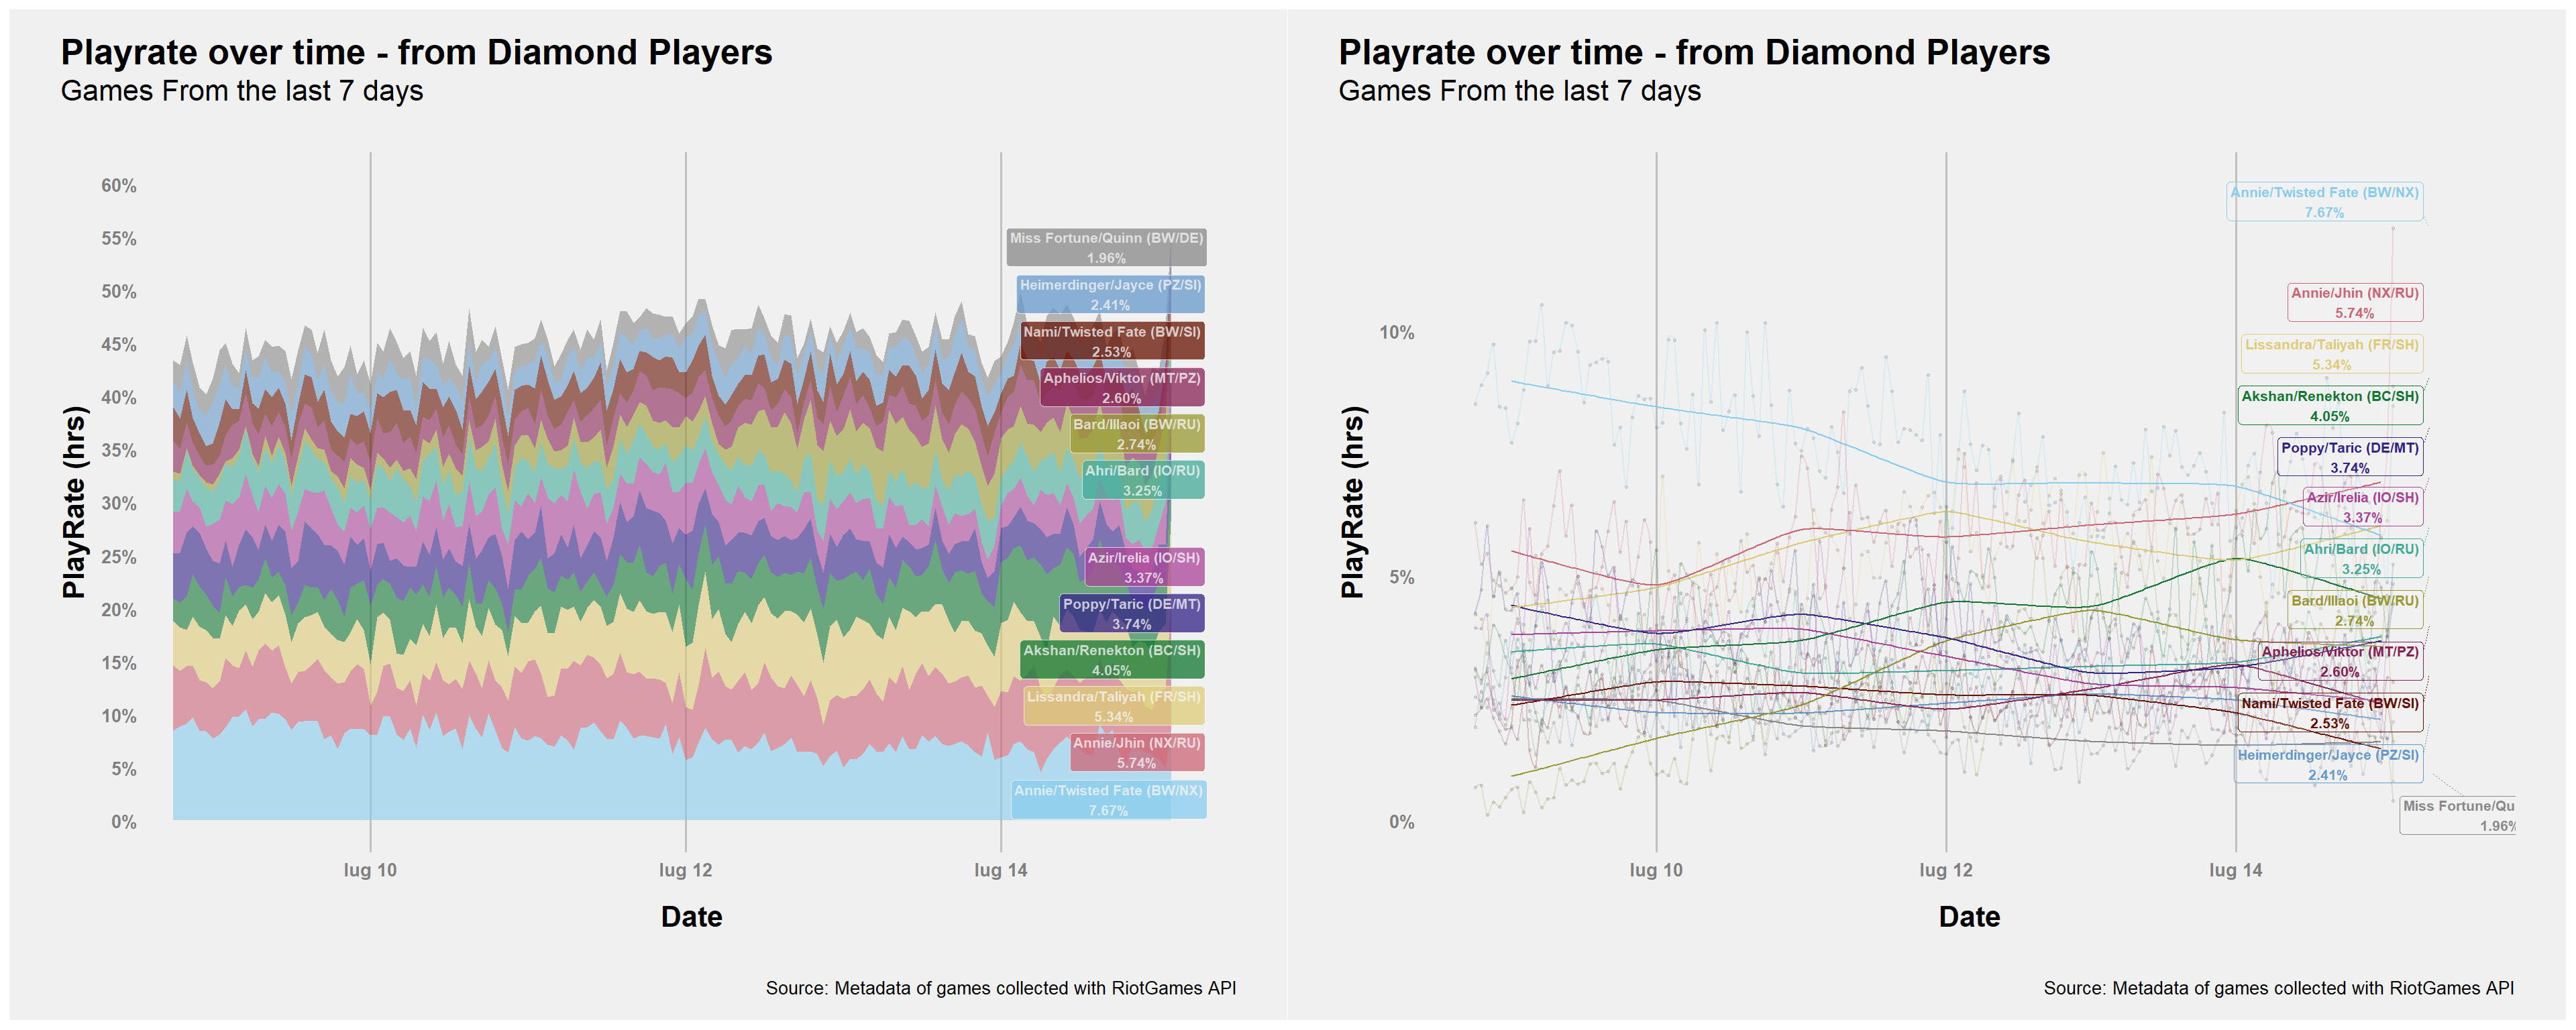 Playrate over time - from Diamond Players
Games From the last 7 days
PlayRate (hrs)
60%
55%
50%
45%
40%
35%
30%
25%
20%
15%
10%
5%
0%
Miss Fortune/Quinn (BW/DE)
1.96%
Heimerdinger/Jayce (PZ/SI)
2.41%
Nami/Twisted Fate (BW/SI)
2.53%
Aphelios/Viktor (MT/PZ)
2.60%
Bard/Illaoi (BW/RU)
2.74%
Ahri/Bard (IO/RU)
3.25%
Azir/Irelia (IO/SH)
3.37%
Poppy/Taric (DE/MT)
3.74%
Akshan/Renekton (BC/SH)
4.05%
Lissandra/Taliyah (FR/SH)
5.34%
Annie/Jhin (NX/RU)
5.74%
Annie/Twisted Fate (BW/NX)
7.67%
lug 10
lug 12
lug 14
Date
Source: Metadata of games collected with RiotGames API
Playrate over time - from Diamond Players
Games From the last 7 days
PlayRate (hrs)
10%
5%
0%
Annie/Twisted Fate (BW/NX)
7.67%
Annie/Jhin (NX/RU)
5.74%
Lissandra/Taliyah (FR/SH)
5.34%
Akshan/Renekton (BC/SH)
4.05%
Poppy/Taric (DE/MT)
3.74%
Azir/Irelia (IO/SH)
3.37%
Ahri/Bard (IO/RU)
3.25%
Bard/Illaoi (BW/RU)
2.74%
Aphelios/Viktor (MT/PZ)
2.60%
Nami/Twisted Fate (BW/SI)
2.53%
Heimerdinger/Jayce (PZ/SI)
2.41%
Miss Fortune/Qu
1.96%
lug 10
lug 12
lug 14
Date
Source: Metadata of games collected with RiotGames API